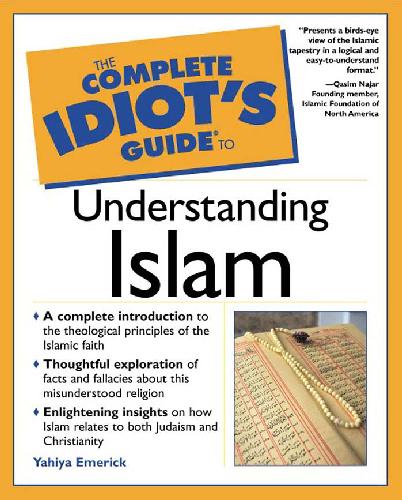 THE
COMPLETE
IDIOT'S
GUIDE® TO
"Presents a birds-eye
view of the Islamic
tapestry in a logical and
easy-to-understand
format."
—Qasim Najar
Founding member,
Islamic Foundation of
North America
Understanding
Islam
♦ A complete introduction to
the theological principles of the
Islamic faith
♦ Thoughtful exploration of
facts and fallacies about this
misunderstood religion
♦ Enlightening insights on how
Islam relates to both Judaism and
Christianity
Yahiya Emerick